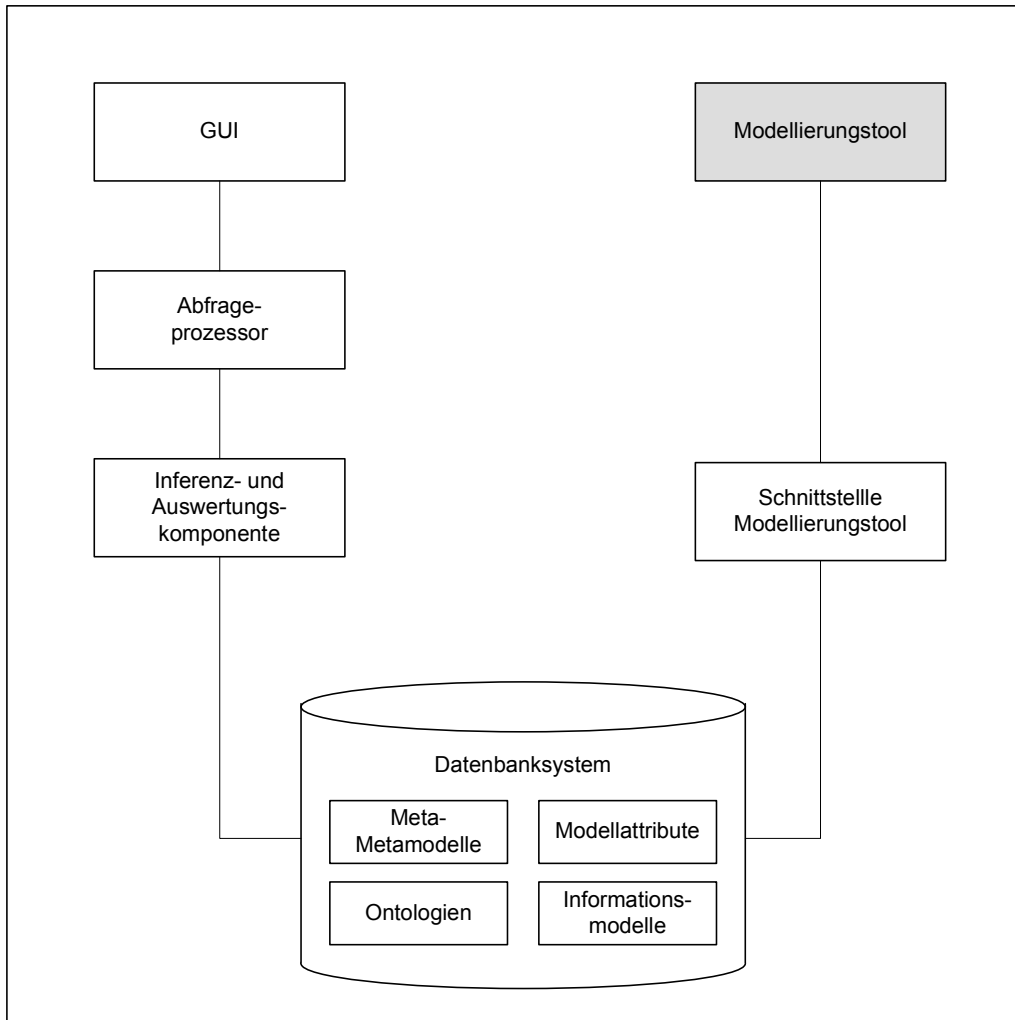 GUI
Modellierungstool
Abfrage-
prozessor
Inferenz- und
Auswertungs-
komponente
Schnittstellle
Modellierungstool
Datenbanksystem
Meta-
Metamodelle
Modellattribute
Ontologien
Informations-
modelle